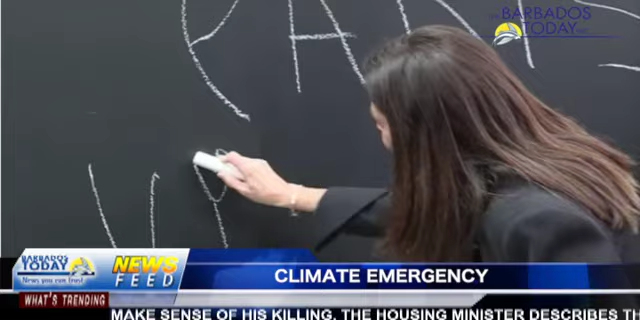 BARBADOS
TODAY
BARBADOS
TODAY
News you can trust
NEWS
FEED
CLIMATE EMERGENCY
WHAT'S TRENDING
MAKE SENSE OF HIS KILLING. THE HOUSING MINISTER DESCRIBES TH